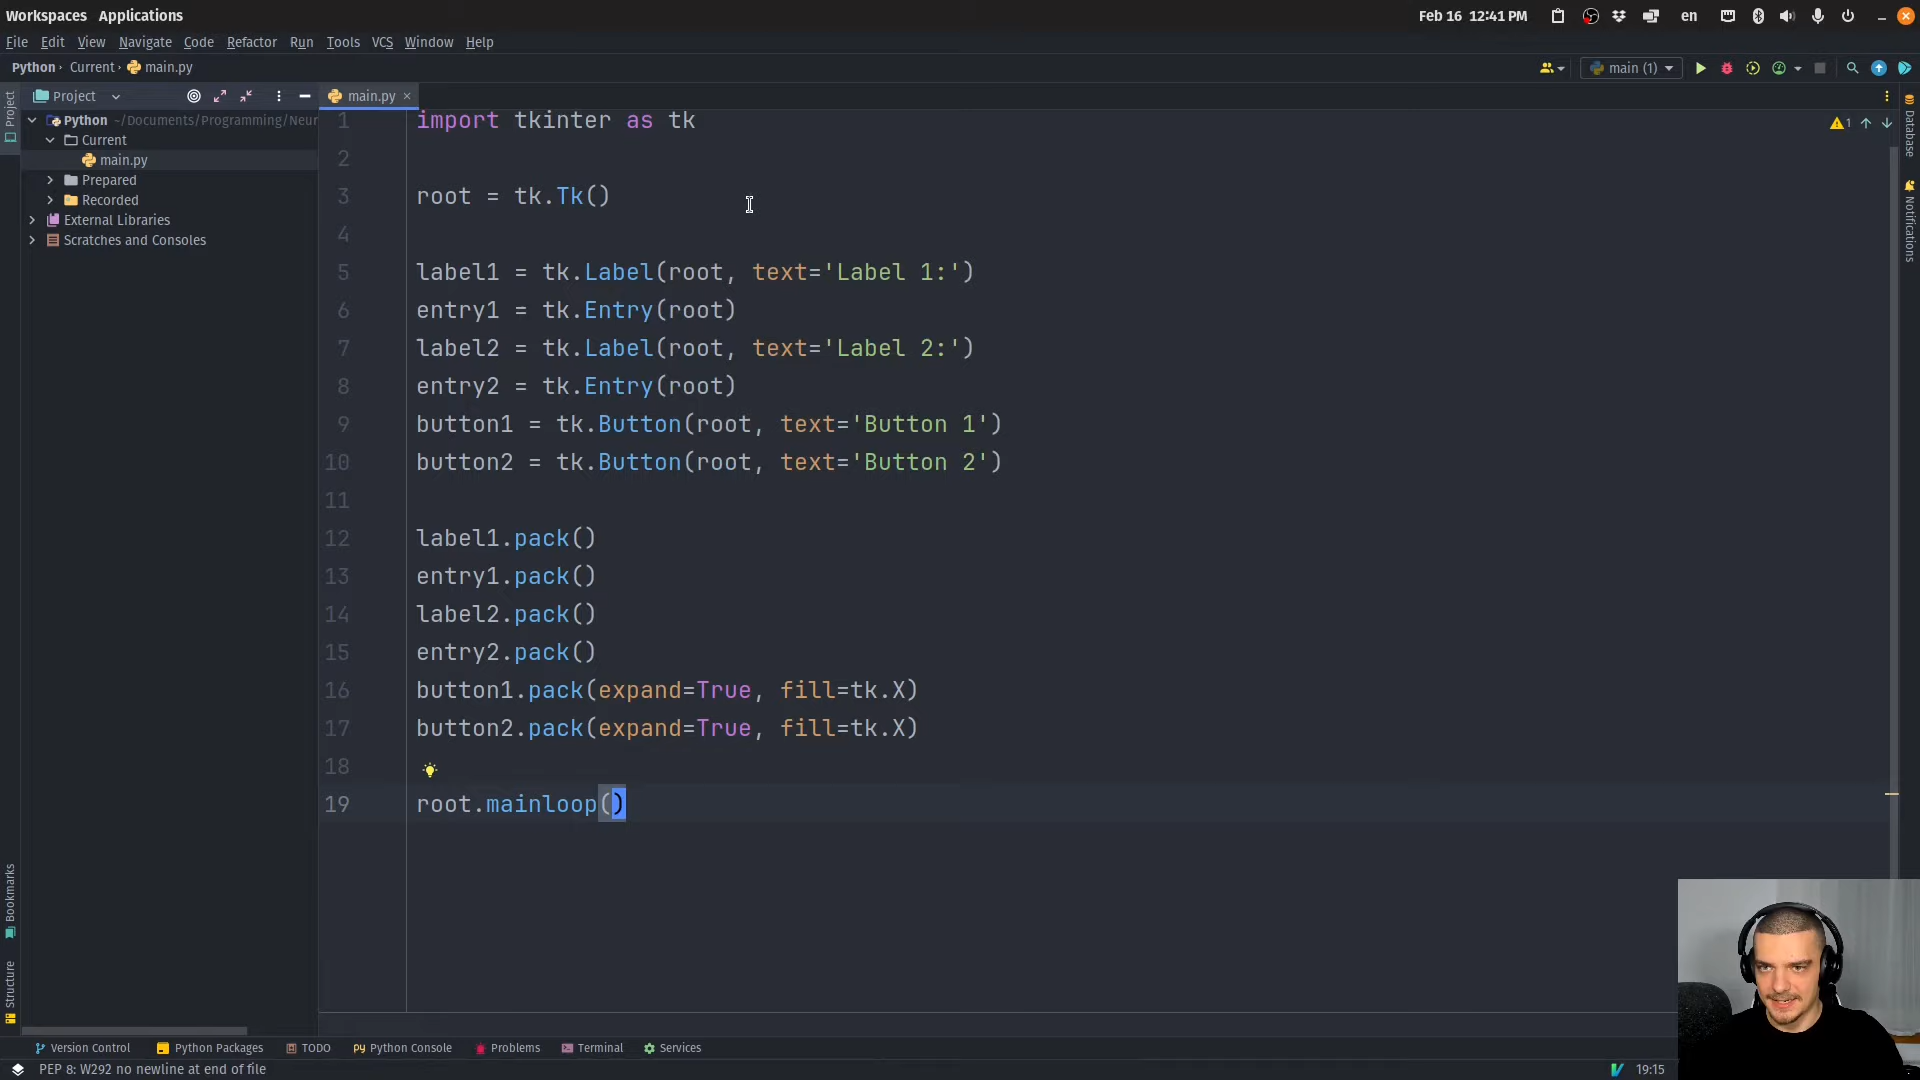 Workspaces Applications Feb 16 12:41 PM en
File Edit View Navigate Code Refactor Run Tools VCS Window Help
Python Current main.py main (1)
Project main.py
Python ~/Documents/Programming/Neur
Current
main.py
Prepared
Recorded
External Libraries
Scratches and Consoles
Project
Bookmarks
Structure
1 import tkinter as tk
2
3 root = tk.Tk()
4
5 label1 = tk.Label(root, text='Label 1:')
6 entry1 = tk.Entry(root)
7 label2 = tk.Label(root, text='Label 2:')
8 entry2 = tk.Entry(root)
9 button1 = tk.Button(root, text='Button 1')
10 button2 = tk.Button(root, text='Button 2')
11
12 label1.pack()
13 entry1.pack()
14 label2.pack()
15 entry2.pack()
16 button1.pack(expand=True, fill=tk.X)
17 button2.pack(expand=True, fill=tk.X)
18
19 root.mainloop()
1
Database
Notifications
Version Control Python Packages TODO Python Console Problems Terminal Services
PEP 8: W292 no newline at end of file 19:15